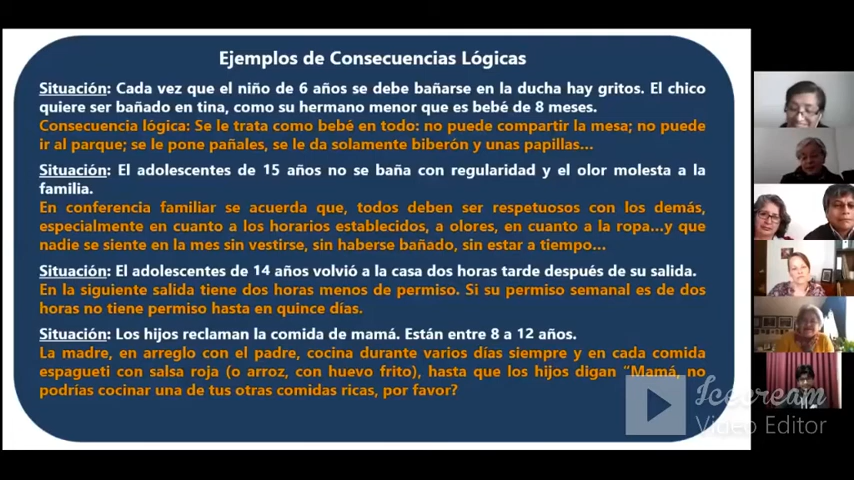 Ejemplos de Consecuencias Lógicas
Situación: Cada vez que el niño de 6 años se debe bañarse en la ducha hay gritos. El chico
quiere ser bañado en tina, como su hermano menor que es bebé de 8 meses.
Consecuencia lógica: Se le trata como bebé en todo: no puede compartir la mesa; no puede
ir al parque; se le pone pañales, se le da solamente biberón y unas papillas...
Situación: El adolescentes de 15 años no se baña con regularidad y el olor molesta a la
familia.
En conferencia familiar se acuerda que, todos deben ser respetuosos con los demás,
especialmente en cuanto a los horarios establecidos, a olores, en cuanto a la ropa...y que
nadie se siente en la mes sin vestirse, sin haberse bañado, sin estar a tiempo...
Situación: El adolescentes de 14 años volvió a la casa dos horas tarde después de su salida.
En la siguiente salida tiene dos horas menos de permiso. Si su permiso semanal es de dos
horas no tiene permiso hasta en quince días.
Situación: Los hijos reclaman la comida de mamá. Están entre 8 a 12 años.
La madre, en arreglo con el padre, cocina durante varios días siempre y en cada comida
espagueti con salsa roja (o arroz, con huevo frito), hasta que los hijos digan “Mamá, no
podrías cocinar una de tus otras comidas ricas, por favor?
Icecream
Video Editor